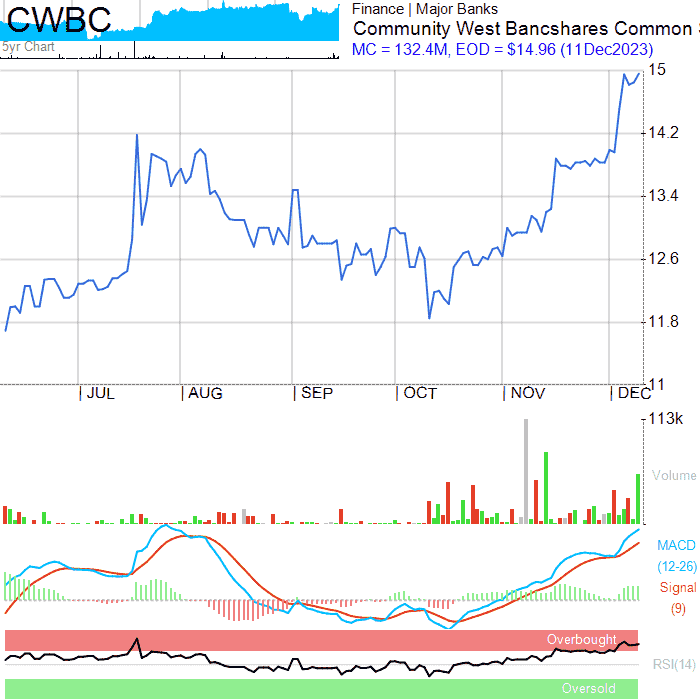 CWBC
5yr Chart
Finance | Major Banks
Community West Bancshares Common
MC = 132.4M, EOD = $14.96 (11Dec2023)
15
14.2
13.4
12.6
11.8
11
| JUL | AUG | SEP | OCT | NOV | DEC
113k
Volume
MACD
(12-26)
Signal
(9)
Overbought
RSI(14)
Oversold